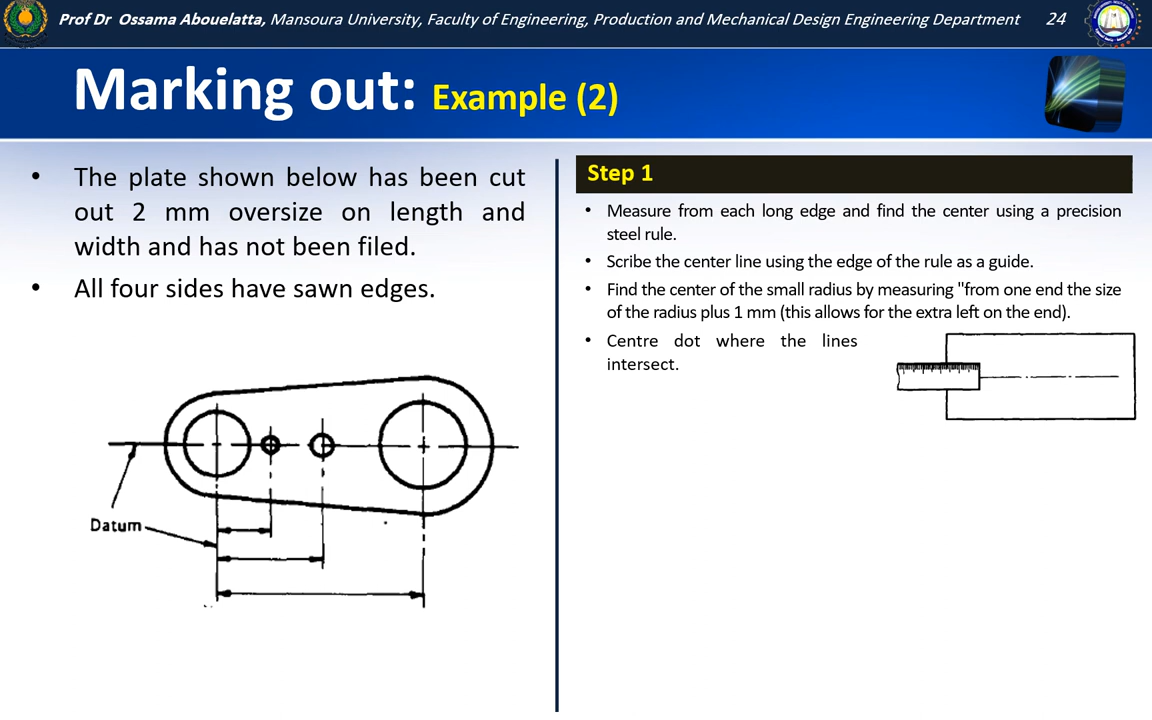 Prof Dr Ossama Abouelatta, Mansoura University, Faculty of Engineering, Production and Mechanical Design Engineering Department 24
Marking out: Example (2)
• The plate shown below has been cut
out 2 mm oversize on length and
width and has not been filed.
• All four sides have sawn edges.
Datum
Step 1
• Measure from each long edge and find the center using a precision
steel rule.
• Scribe the center line using the edge of the rule as a guide.
• Find the center of the small radius by measuring "from one end the size
of the radius plus 1 mm (this allows for the extra left on the end).
• Centre dot where the lines
intersect.